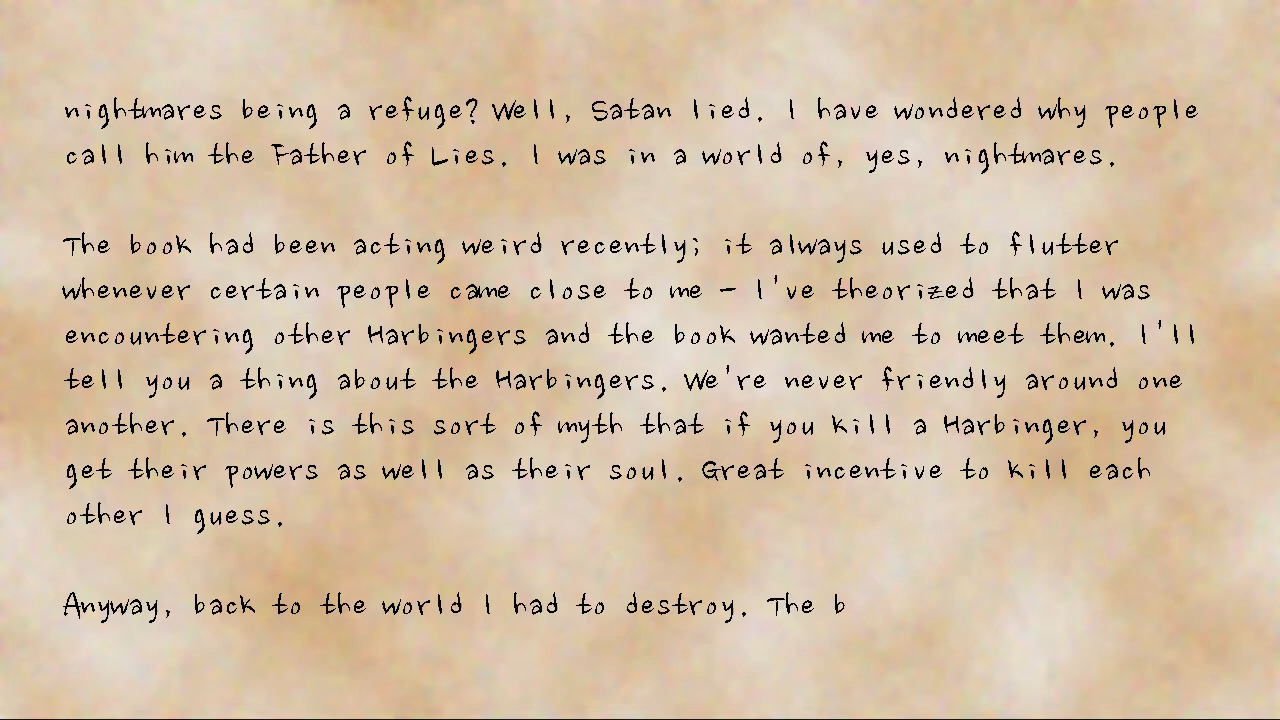 nightmares being a refuge? Well, Satan lied. I have wondered why people
call him the Father of Lies. I was in a world of, yes, nightmares.
The book had been acting weird recently; it always used to flutter
whenever certain people came close to me - I've theorized that I was
encountering other Harbingers and the book wanted me to meet them. I'll
tell you a thing about the Harbingers. We're never friendly around one
another. There is this sort of myth that if you kill a Harbinger, you
get their powers as well as their soul. Great incentive to kill each
other I guess.
Anyway, back to the world I had to destroy. The b